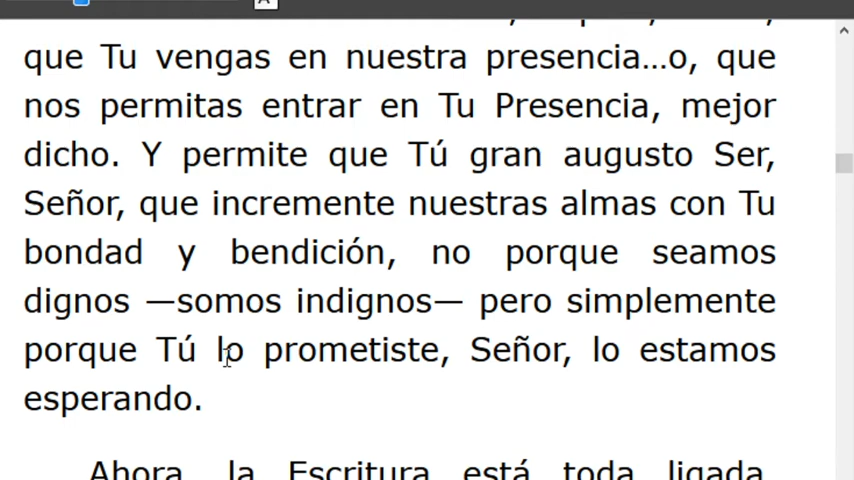 que Tu vengas en nuestra presencia...o, que
nos permitas entrar en Tu Presencia, mejor
dicho. Y permite que Tú gran augusto Ser,
Señor, que incremente nuestras almas con Tu
bondad y bendición, no porque seamos
dignos —somos indignos— pero simplemente
porque Tú lo prometiste, Señor, lo estamos
esperando.
Ahora, la Escritura está toda ligada